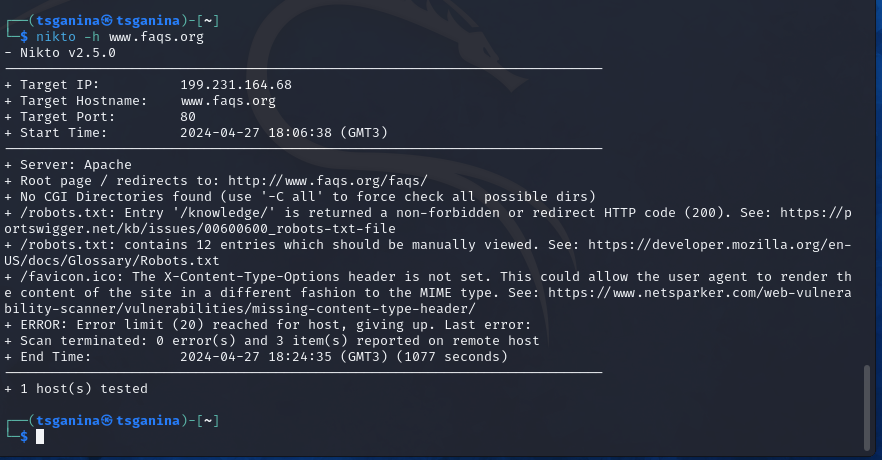 ┌──(tsganina㉿tsganina)-[~]
└─$ nikto -h www.faqs.org
- Nikto v2.5.0
---------------------------------------------------------------------------
+ Target IP:          199.231.164.68
+ Target Hostname:    www.faqs.org
+ Target Port:        80
+ Start Time:         2024-04-27 18:06:38 (GMT3)
---------------------------------------------------------------------------
+ Server: Apache
+ Root page / redirects to: http://www.faqs.org/faqs/
+ No CGI Directories found (use '-C all' to force check all possible dirs)
+ /robots.txt: Entry '/knowledge/' is returned a non-forbidden or redirect HTTP code (200). See: https://p
ortswigger.net/kb/issues/00600600_robots-txt-file
+ /robots.txt: contains 12 entries which should be manually viewed. See: https://developer.mozilla.org/en-
US/docs/Glossary/Robots.txt
+ /favicon.ico: The X-Content-Type-Options header is not set. This could allow the user agent to render th
e content of the site in a different fashion to the MIME type. See: https://www.netsparker.com/web-vulnera
bility-scanner/vulnerabilities/missing-content-type-header/
+ ERROR: Error limit (20) reached for host, giving up. Last error:
+ Scan terminated: 0 error(s) and 3 item(s) reported on remote host
+ End Time:           2024-04-27 18:24:35 (GMT3) (1077 seconds)
---------------------------------------------------------------------------
+ 1 host(s) tested
┌──(tsganina㉿tsganina)-[~]
└─$